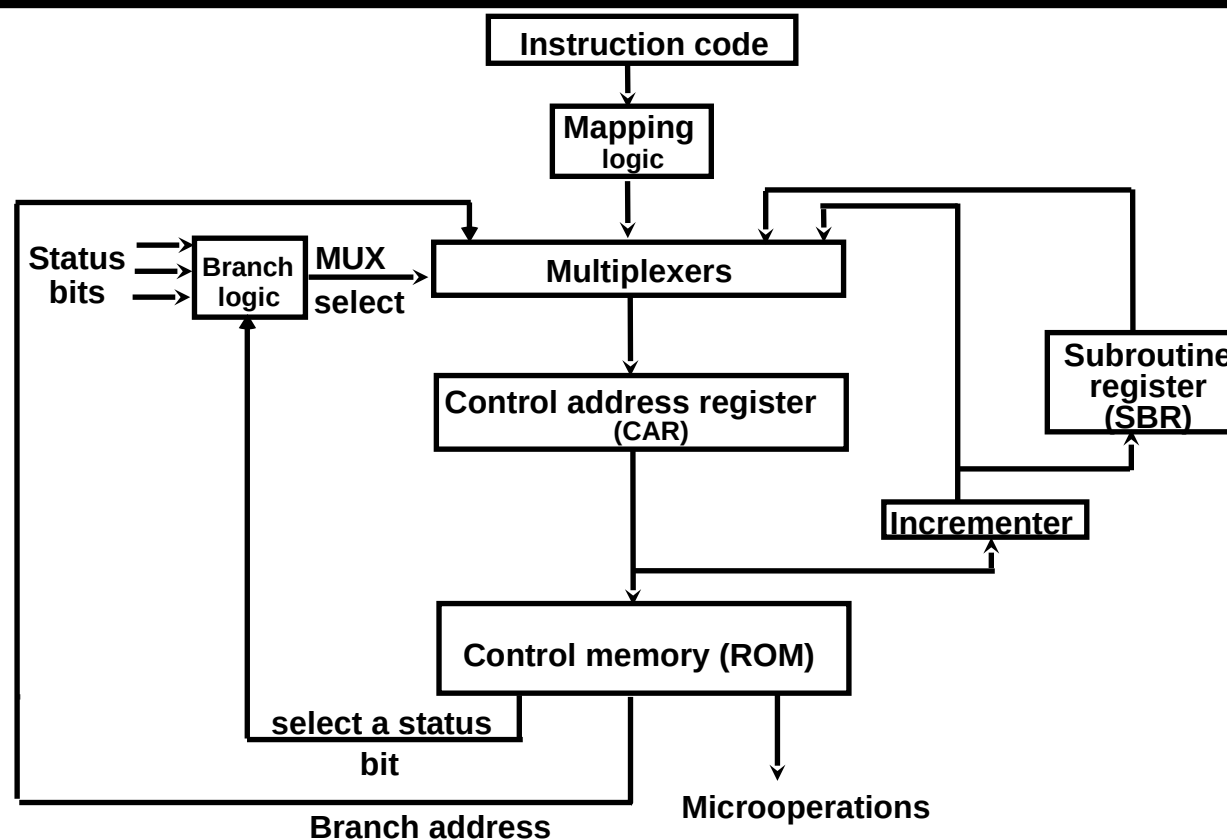 Instruction code
Mapping
logic
Status
bits
Branch
logic
MUX
select
Multiplexers
Subroutine
register
(SBR)
Control address register
(CAR)
Incrementer
Control memory (ROM)
select a status
bit
Microoperations
Branch address